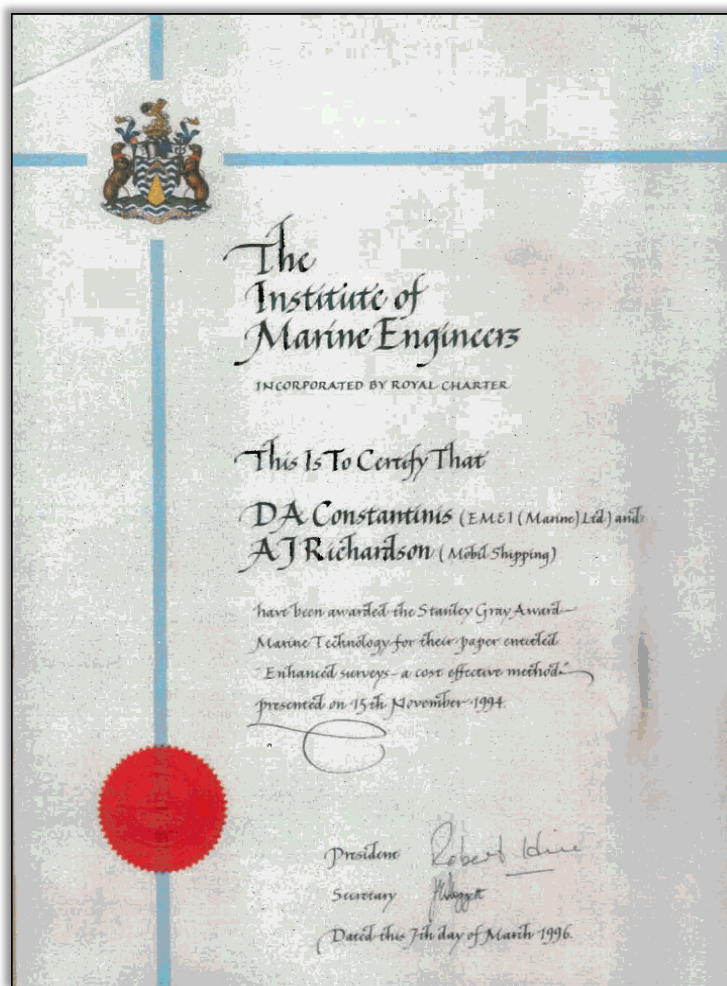 The
Institute of
Marine Engineers
INCORPORATED BY ROYAL CHARTER
This Is To Certify That
D A Constantinis (EM&I (Marine) Ltd) and
A J Richardson (Mobil Shipping)
have been awarded the Stanley Gray Award
Marine Technology for their paper entitled
"Enhanced surveys - a cost effective method"
presented on 15th November 1994.
President Robert
Secretary
Dated this 7th day of March 1996.